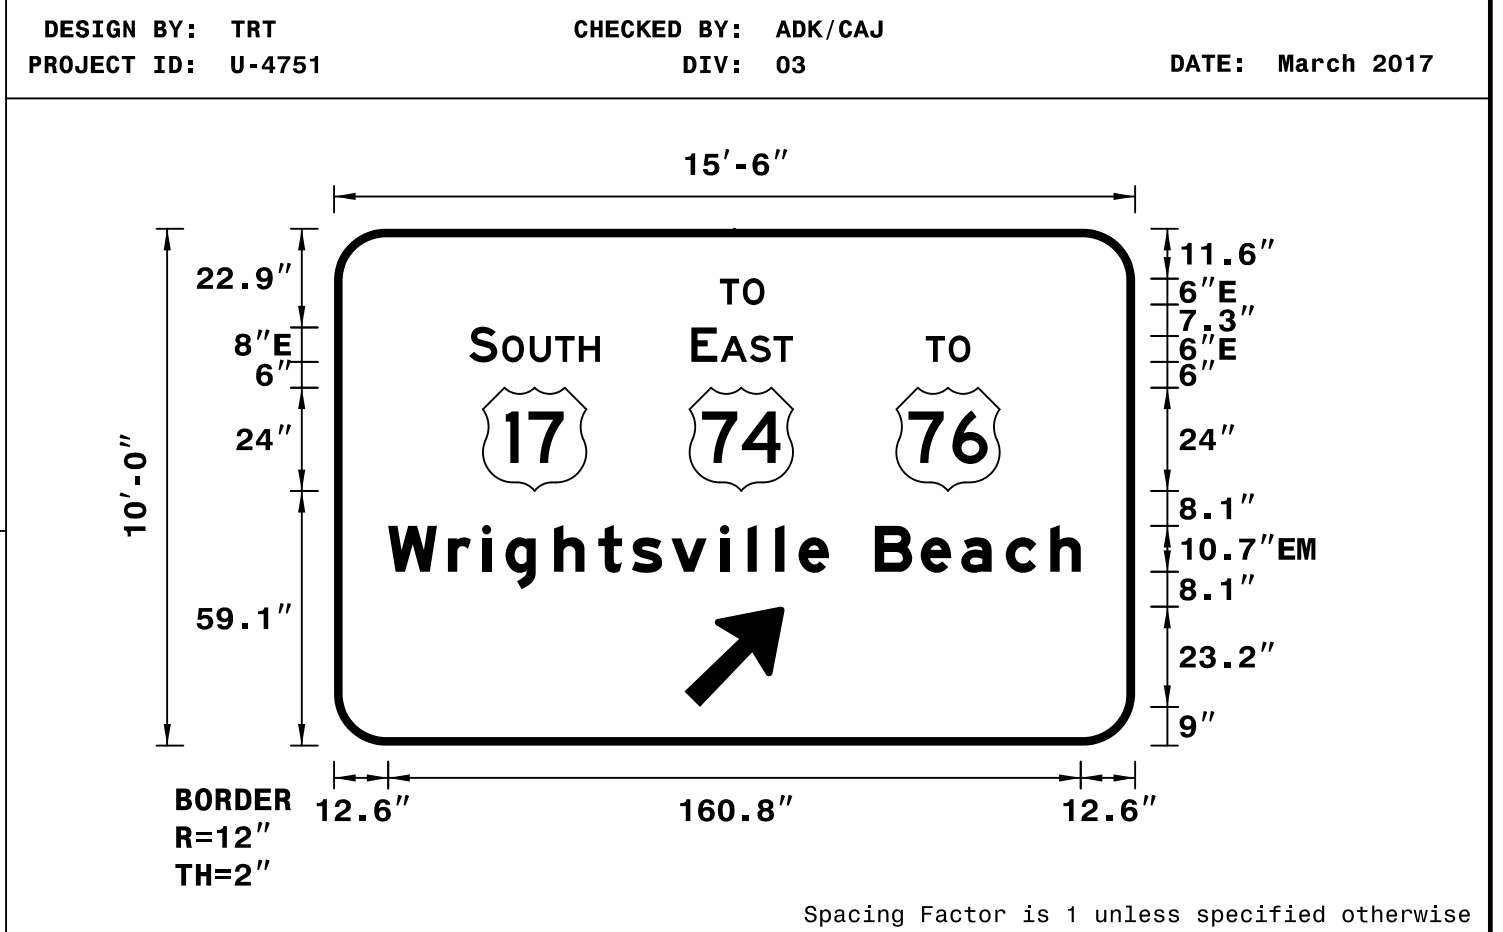 DESIGN BY: TRT CHECKED BY: ADK/CAJ
PROJECT ID: U-4751 DIV: 03 DATE: March 2017
15'-6"
10'-0"
22.9"
8"E
6"
24"
59.1"
TO
SOUTH EAST TO
17 74 76
Wrightsville Beach
11.6"
6"E
7.3"
6"E
6"
24"
8.1"
10.7"EM
8.1"
23.2"
9"
12.6" 160.8" 12.6"
BORDER
R=12"
TH=2"
Spacing Factor is 1 unless specified otherwise